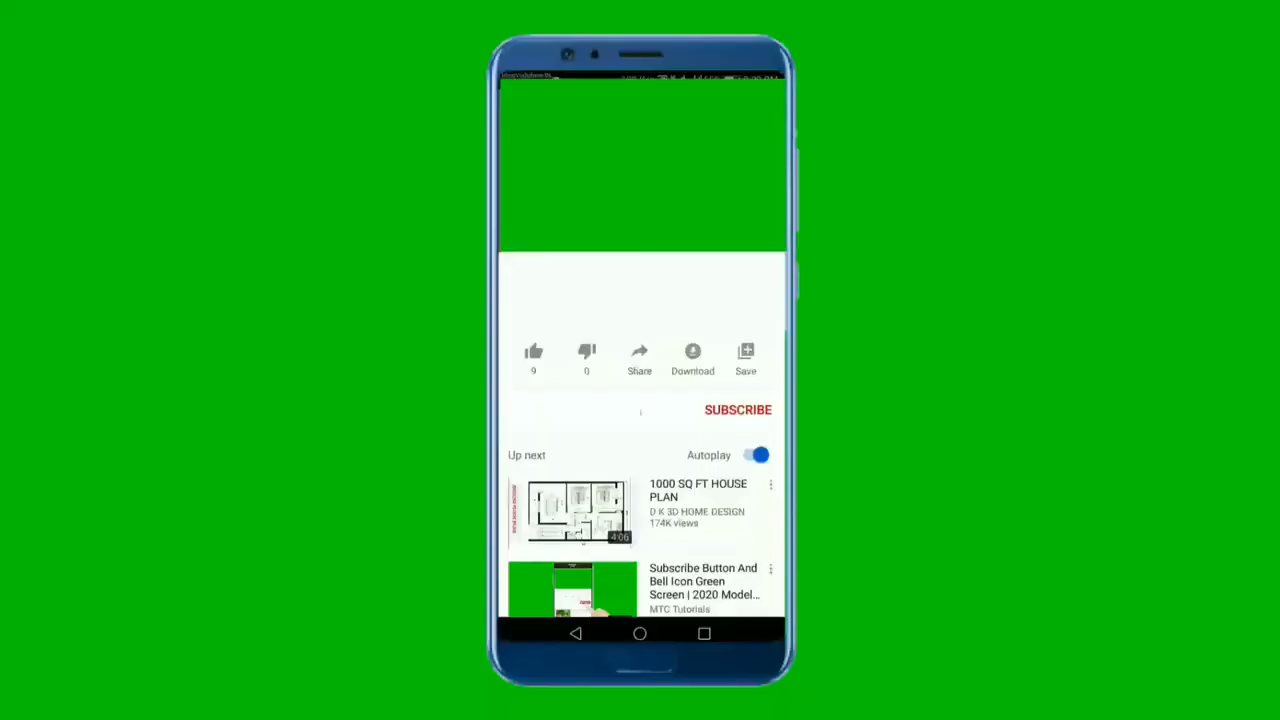 9
0
Share
Download
Save
SUBSCRIBE
Up next
Autoplay
1000 SQ FT HOUSE
PLAN
D K 3D HOME DESIGN
174K views
4:06
Subscribe Button And
Bell Icon Green
Screen | 2020 Model...
MTC Tutorials